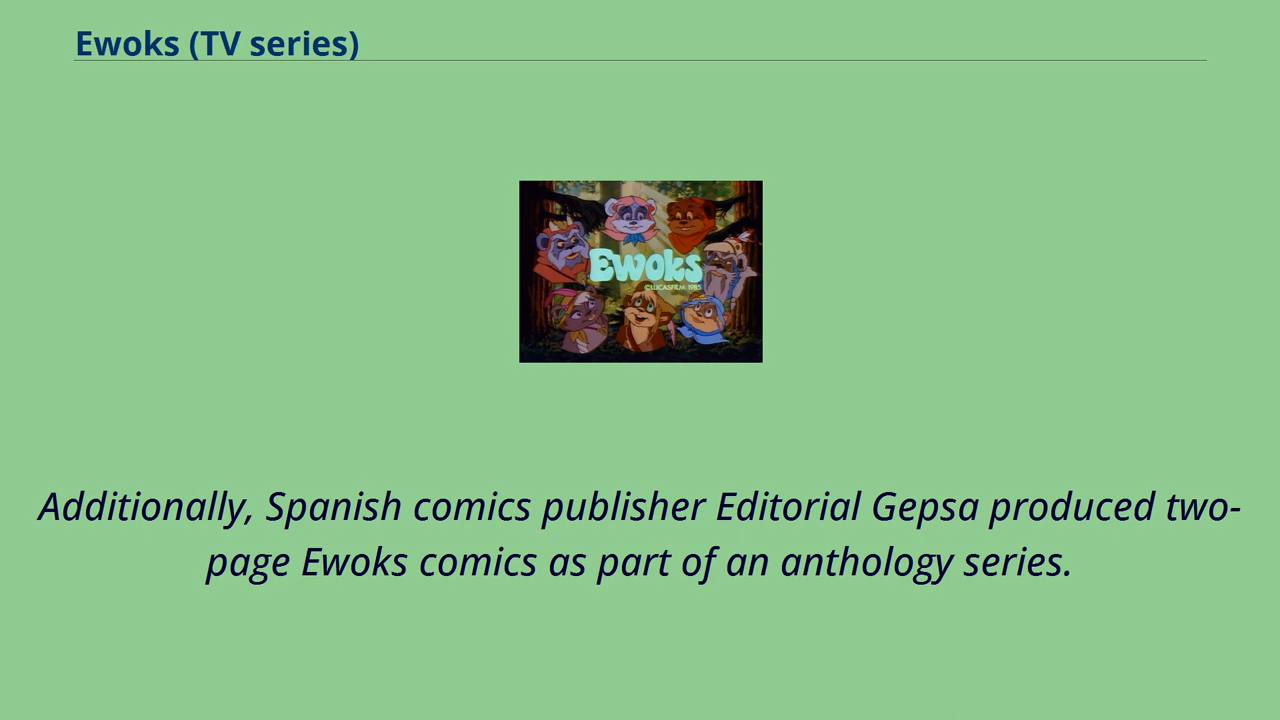 Ewoks (TV series)
Ewoks
©LUCASFILM 1985
Additionally, Spanish comics publisher Editorial Gepsa produced two-
page Ewoks comics as part of an anthology series.